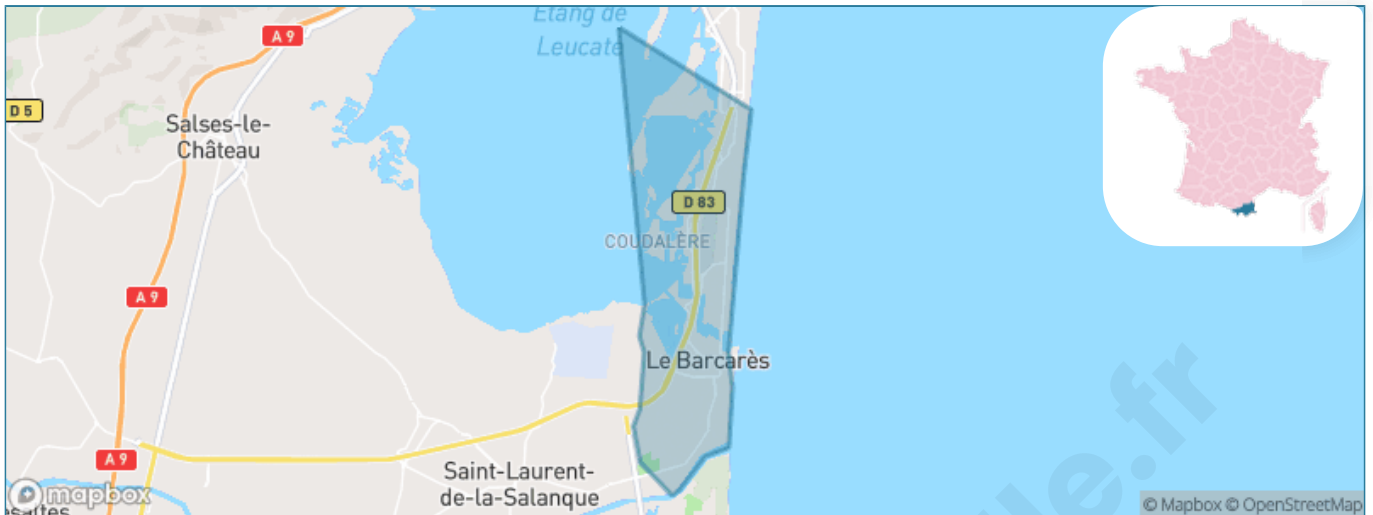 Étang de
Leucate
A 9
D 5
Salses-le-
Château
D 83
COUDALÈRE
A 9
Le Barcarès
A 9
Saint-Laurent-
de-la-Salanque
mapbox
© Mapbox © OpenStreetMap